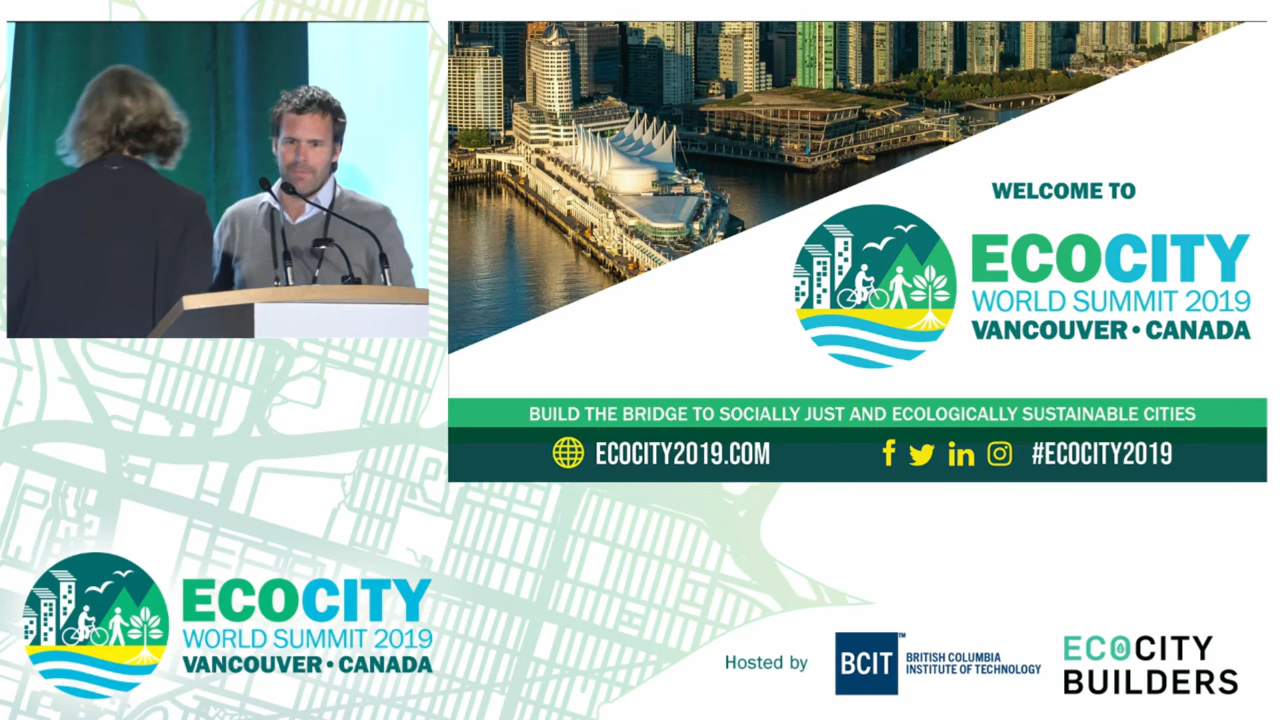 WELCOME TO
ECOCITY
WORLD SUMMIT 2019
VANCOUVER • CANADA
BUILD THE BRIDGE TO SOCIALLY JUST AND ECOLOGICALLY SUSTAINABLE CITIES
ECOCITY2019.COM
#ECOCITY2019
ECOCITY
WORLD SUMMIT 2019
VANCOUVER • CANADA
Hosted by
BCIT™
BRITISH COLUMBIA
INSTITUTE OF TECHNOLOGY
ECOCITY
BUILDERS